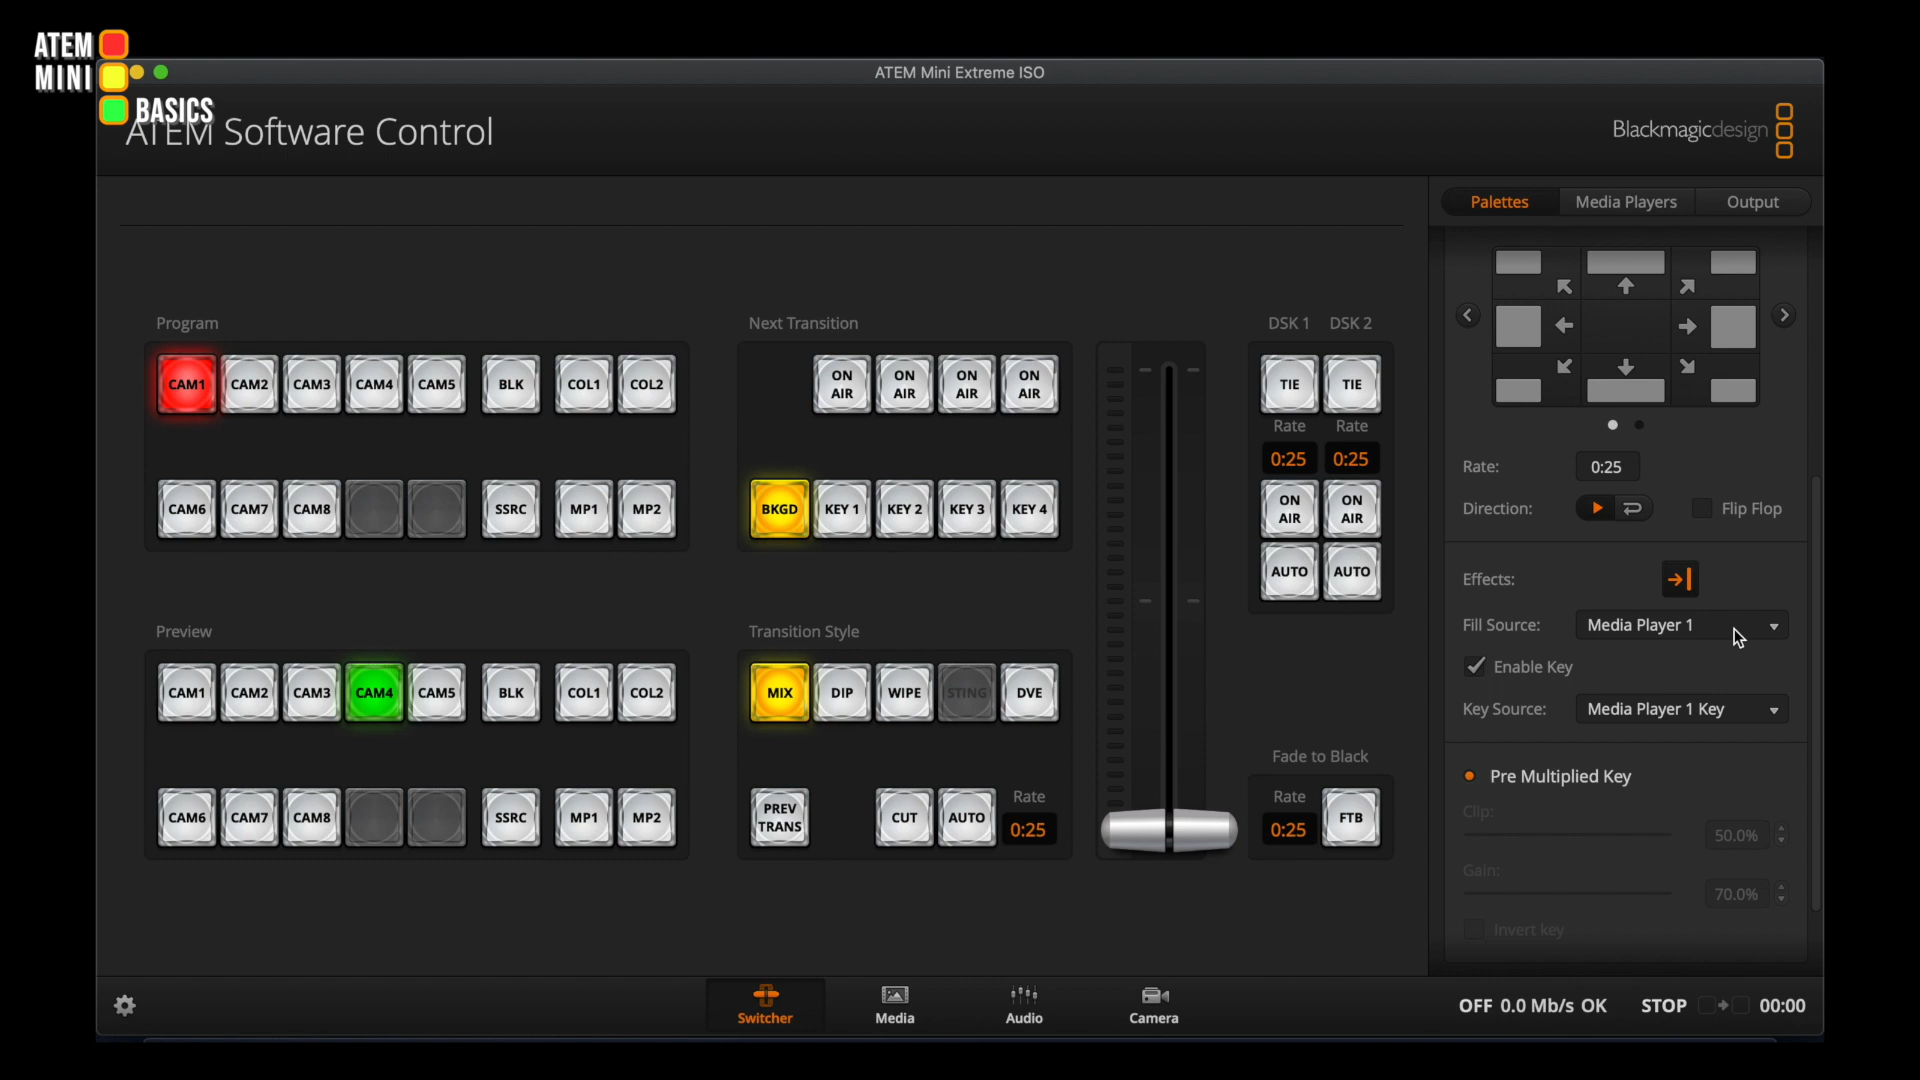 ATEM
MINI
BASICS
ATEM Mini Extreme ISO
ATEM Software Control
Blackmagicdesign
Palettes Media Players Output
Program
CAM1 CAM2 CAM3 CAM4 CAM5 BLK COL1 COL2
CAM6 CAM7 CAM8 SSRC MP1 MP2
Preview
CAM1 CAM2 CAM3 CAM4 CAM5 BLK COL1 COL2
CAM6 CAM7 CAM8 SSRC MP1 MP2
Next Transition
ON AIR ON AIR ON AIR ON AIR
BKGD KEY 1 KEY 2 KEY 3 KEY 4
Transition Style
MIX DIP WIPE STING DVE
PREV TRANS CUT AUTO Rate
0:25
DSK 1 DSK 2
TIE TIE
Rate Rate
0:25 0:25
ON AIR ON AIR
AUTO AUTO
Fade to Black
Rate
0:25 FTB
Rate: 0:25
Direction: Flip Flop
Effects:
Fill Source: Media Player 1
Enable Key
Key Source: Media Player 1 Key
Pre Multiplied Key
Clip:
50.0%
Gain:
70.0%
Invert key
Switcher Media Audio Camera
OFF 0.0 Mb/s OK STOP 00:00